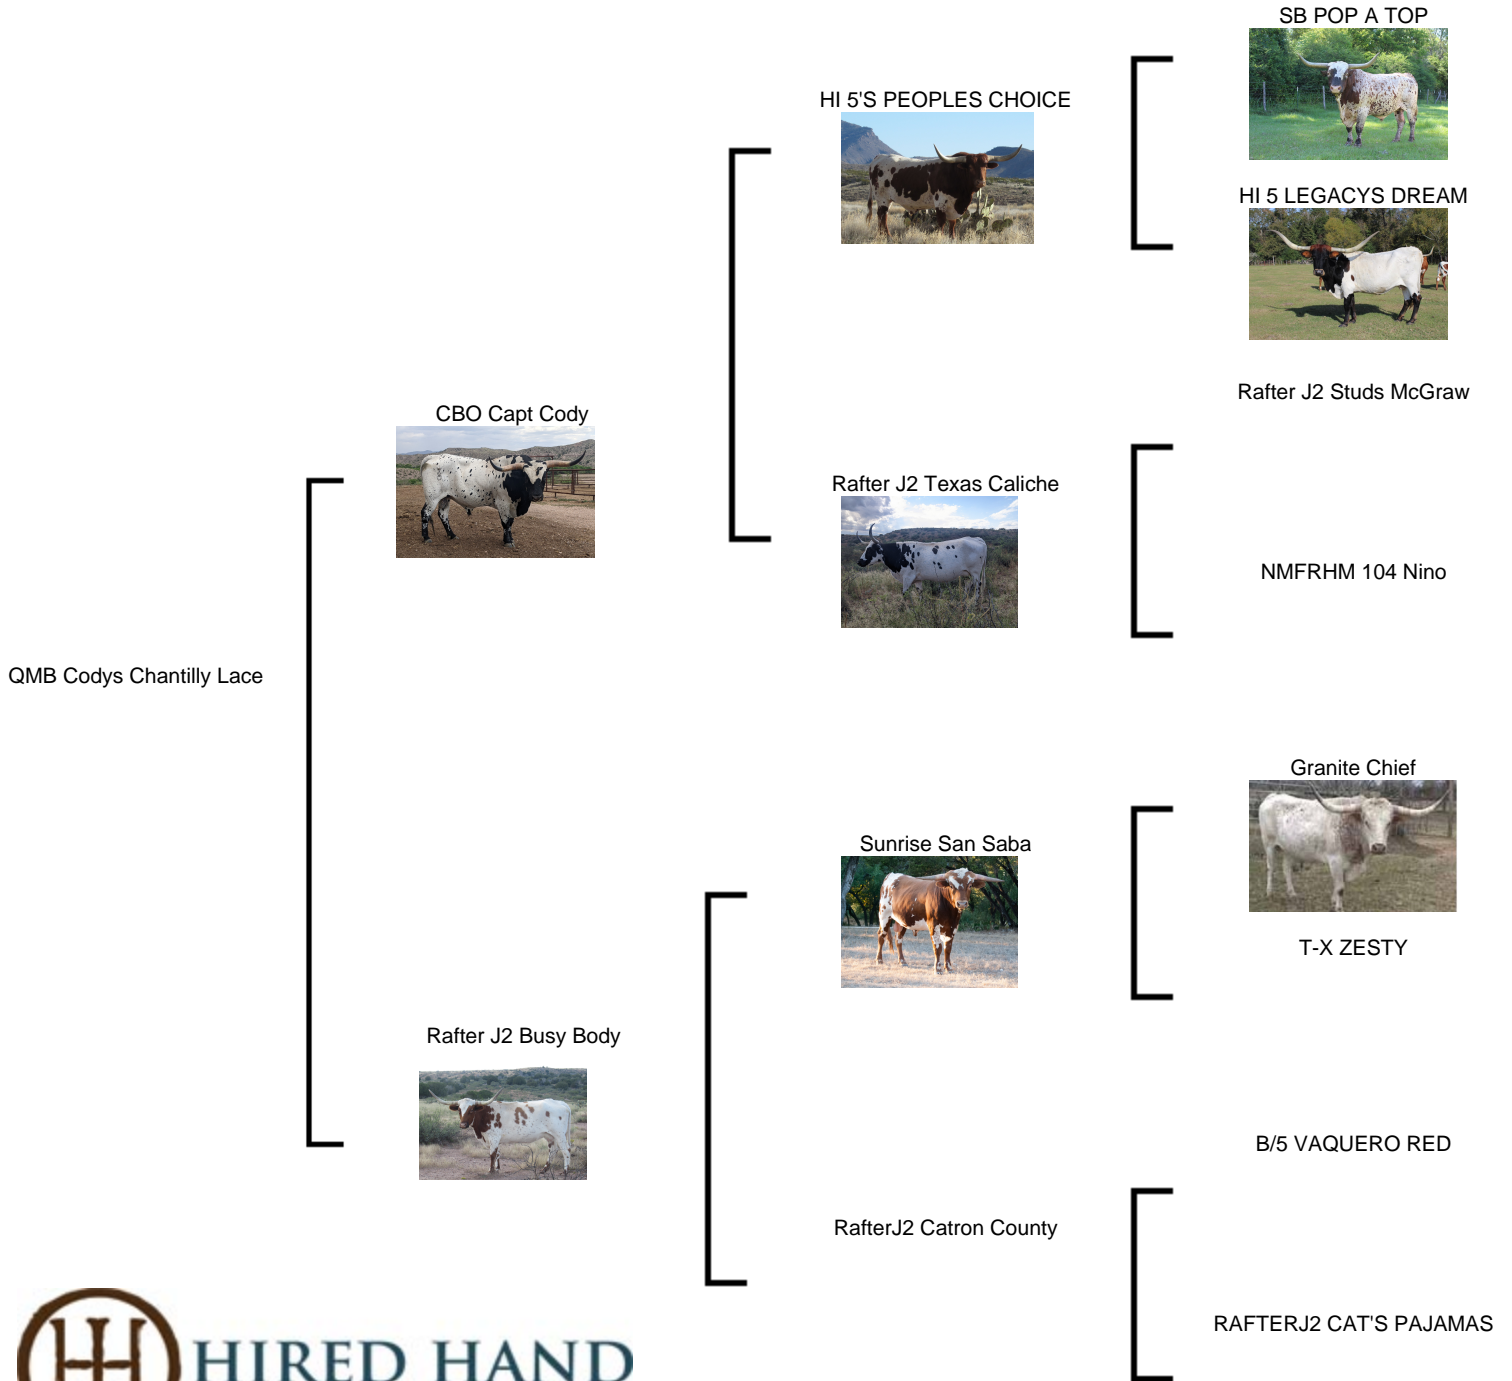 SB POP A TOP
HI 5'S PEOPLES CHOICE
HI 5 LEGACYS DREAM
Rafter J2 Studs McGraw
CBO Capt Cody
Rafter J2 Texas Caliche
NMFRHM 104 Nino
QMB Codys Chantilly Lace
Granite Chief
Sunrise San Saba
T-X ZESTY
Rafter J2 Busy Body
B/5 VAQUERO RED
RafterJ2 Catron County
RAFTERJ2 CAT'S PAJAMAS
HIRED HAND